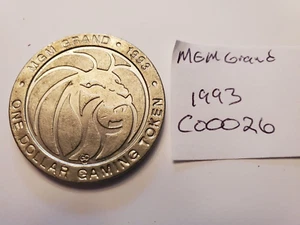 MGM GRAND · 1993
ONE DOLLAR GAMING TOKEN
MGM Grand
1993
C00026